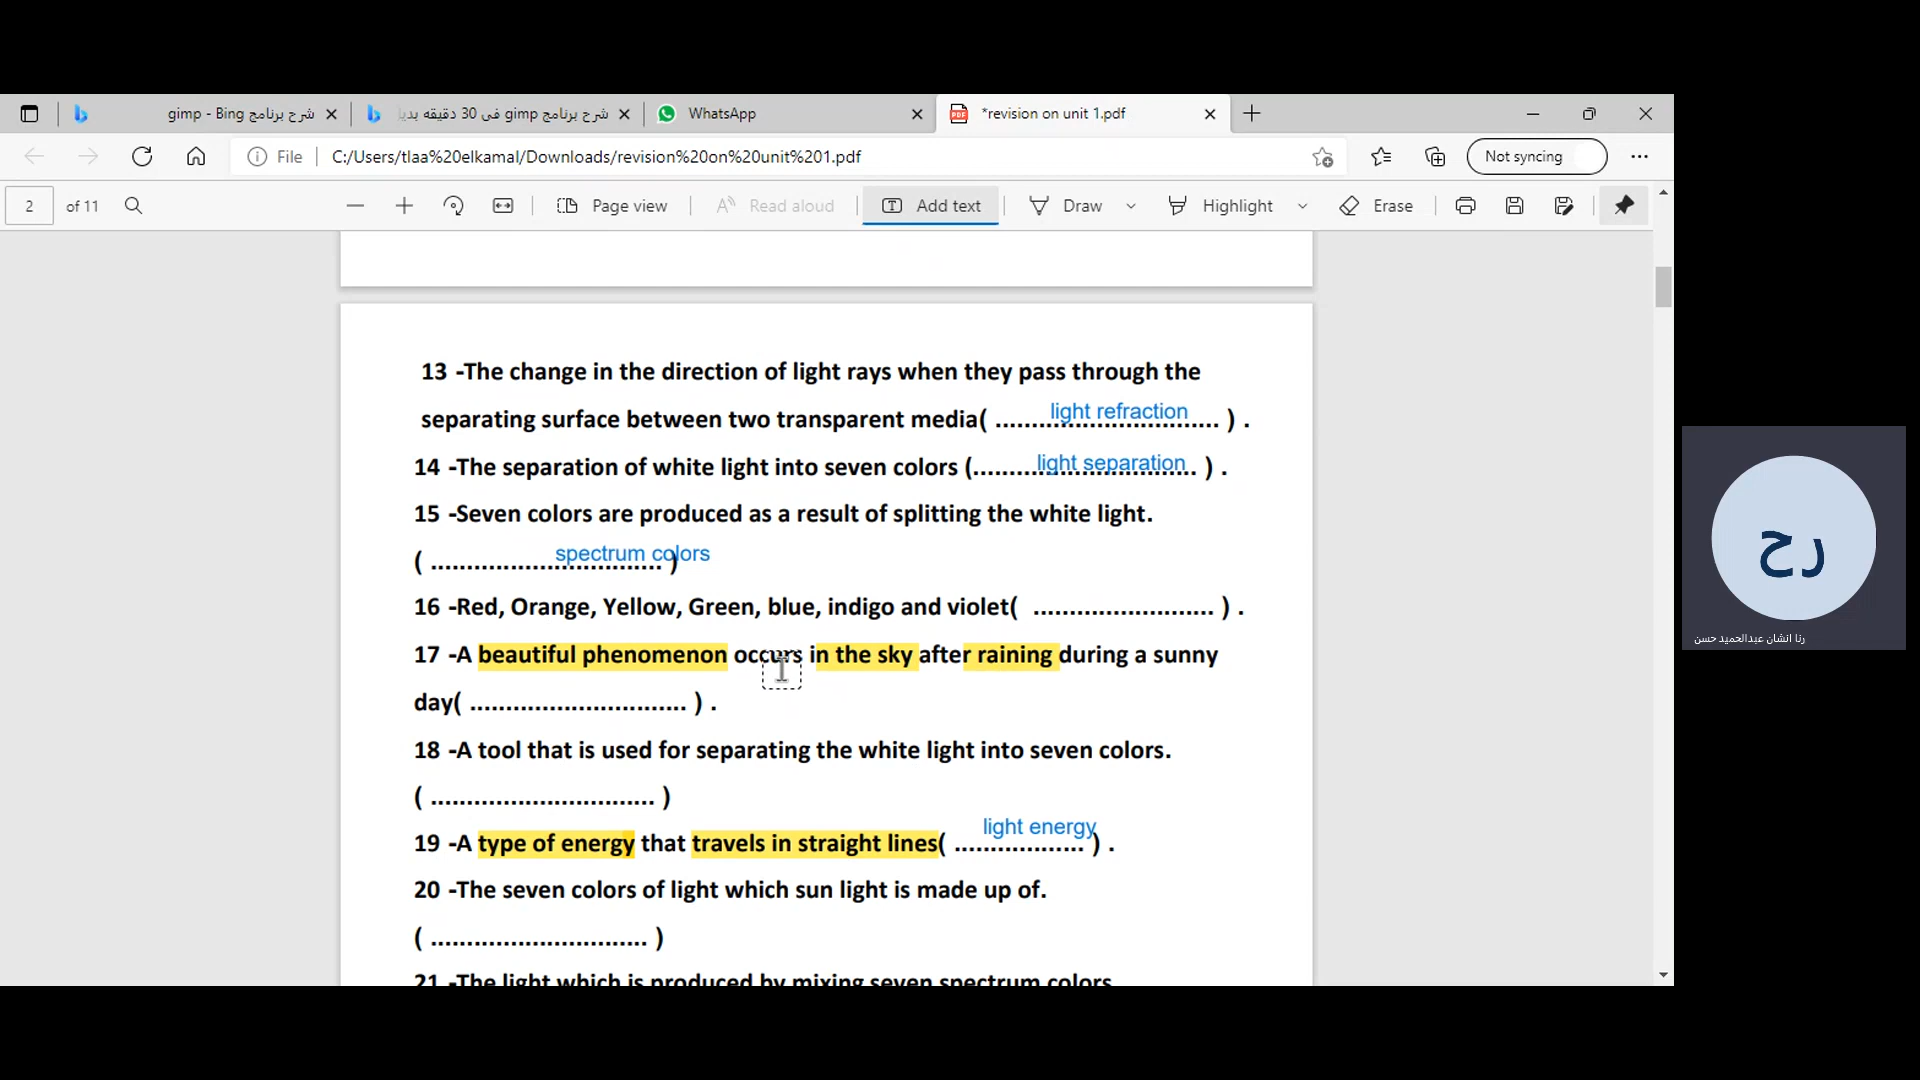 شرح برنامج gimp - Bing
شرح برنامج gimp فى 30 دقيقه بديا
WhatsApp
*revision on unit 1.pdf
File
C:/Users/tlaa%20elkamal/Downloads/revision%20on%20unit%201.pdf
Not syncing
2 of 11
Page view
Read aloud
Add text
Draw
Highlight
Erase
13 -The change in the direction of light rays when they pass through the
separating surface between two transparent media( .............................. ) .
light refraction
14 -The separation of white light into seven colors (.............................. ) .
light separation
15 -Seven colors are produced as a result of splitting the white light.
( ................................ )
spectrum colors
16 -Red, Orange, Yellow, Green, blue, indigo and violet( ......................... ) .
17 -A beautiful phenomenon occurs in the sky after raining during a sunny
day( .............................. ) .
18 -A tool that is used for separating the white light into seven colors.
( ............................... )
19 -A type of energy that travels in straight lines( .................. ) .
light energy
20 -The seven colors of light which sun light is made up of.
( .............................. )
21 -The light which is produced by mixing seven spectrum colors
رح
رنا انشان عبدالحميد حسن